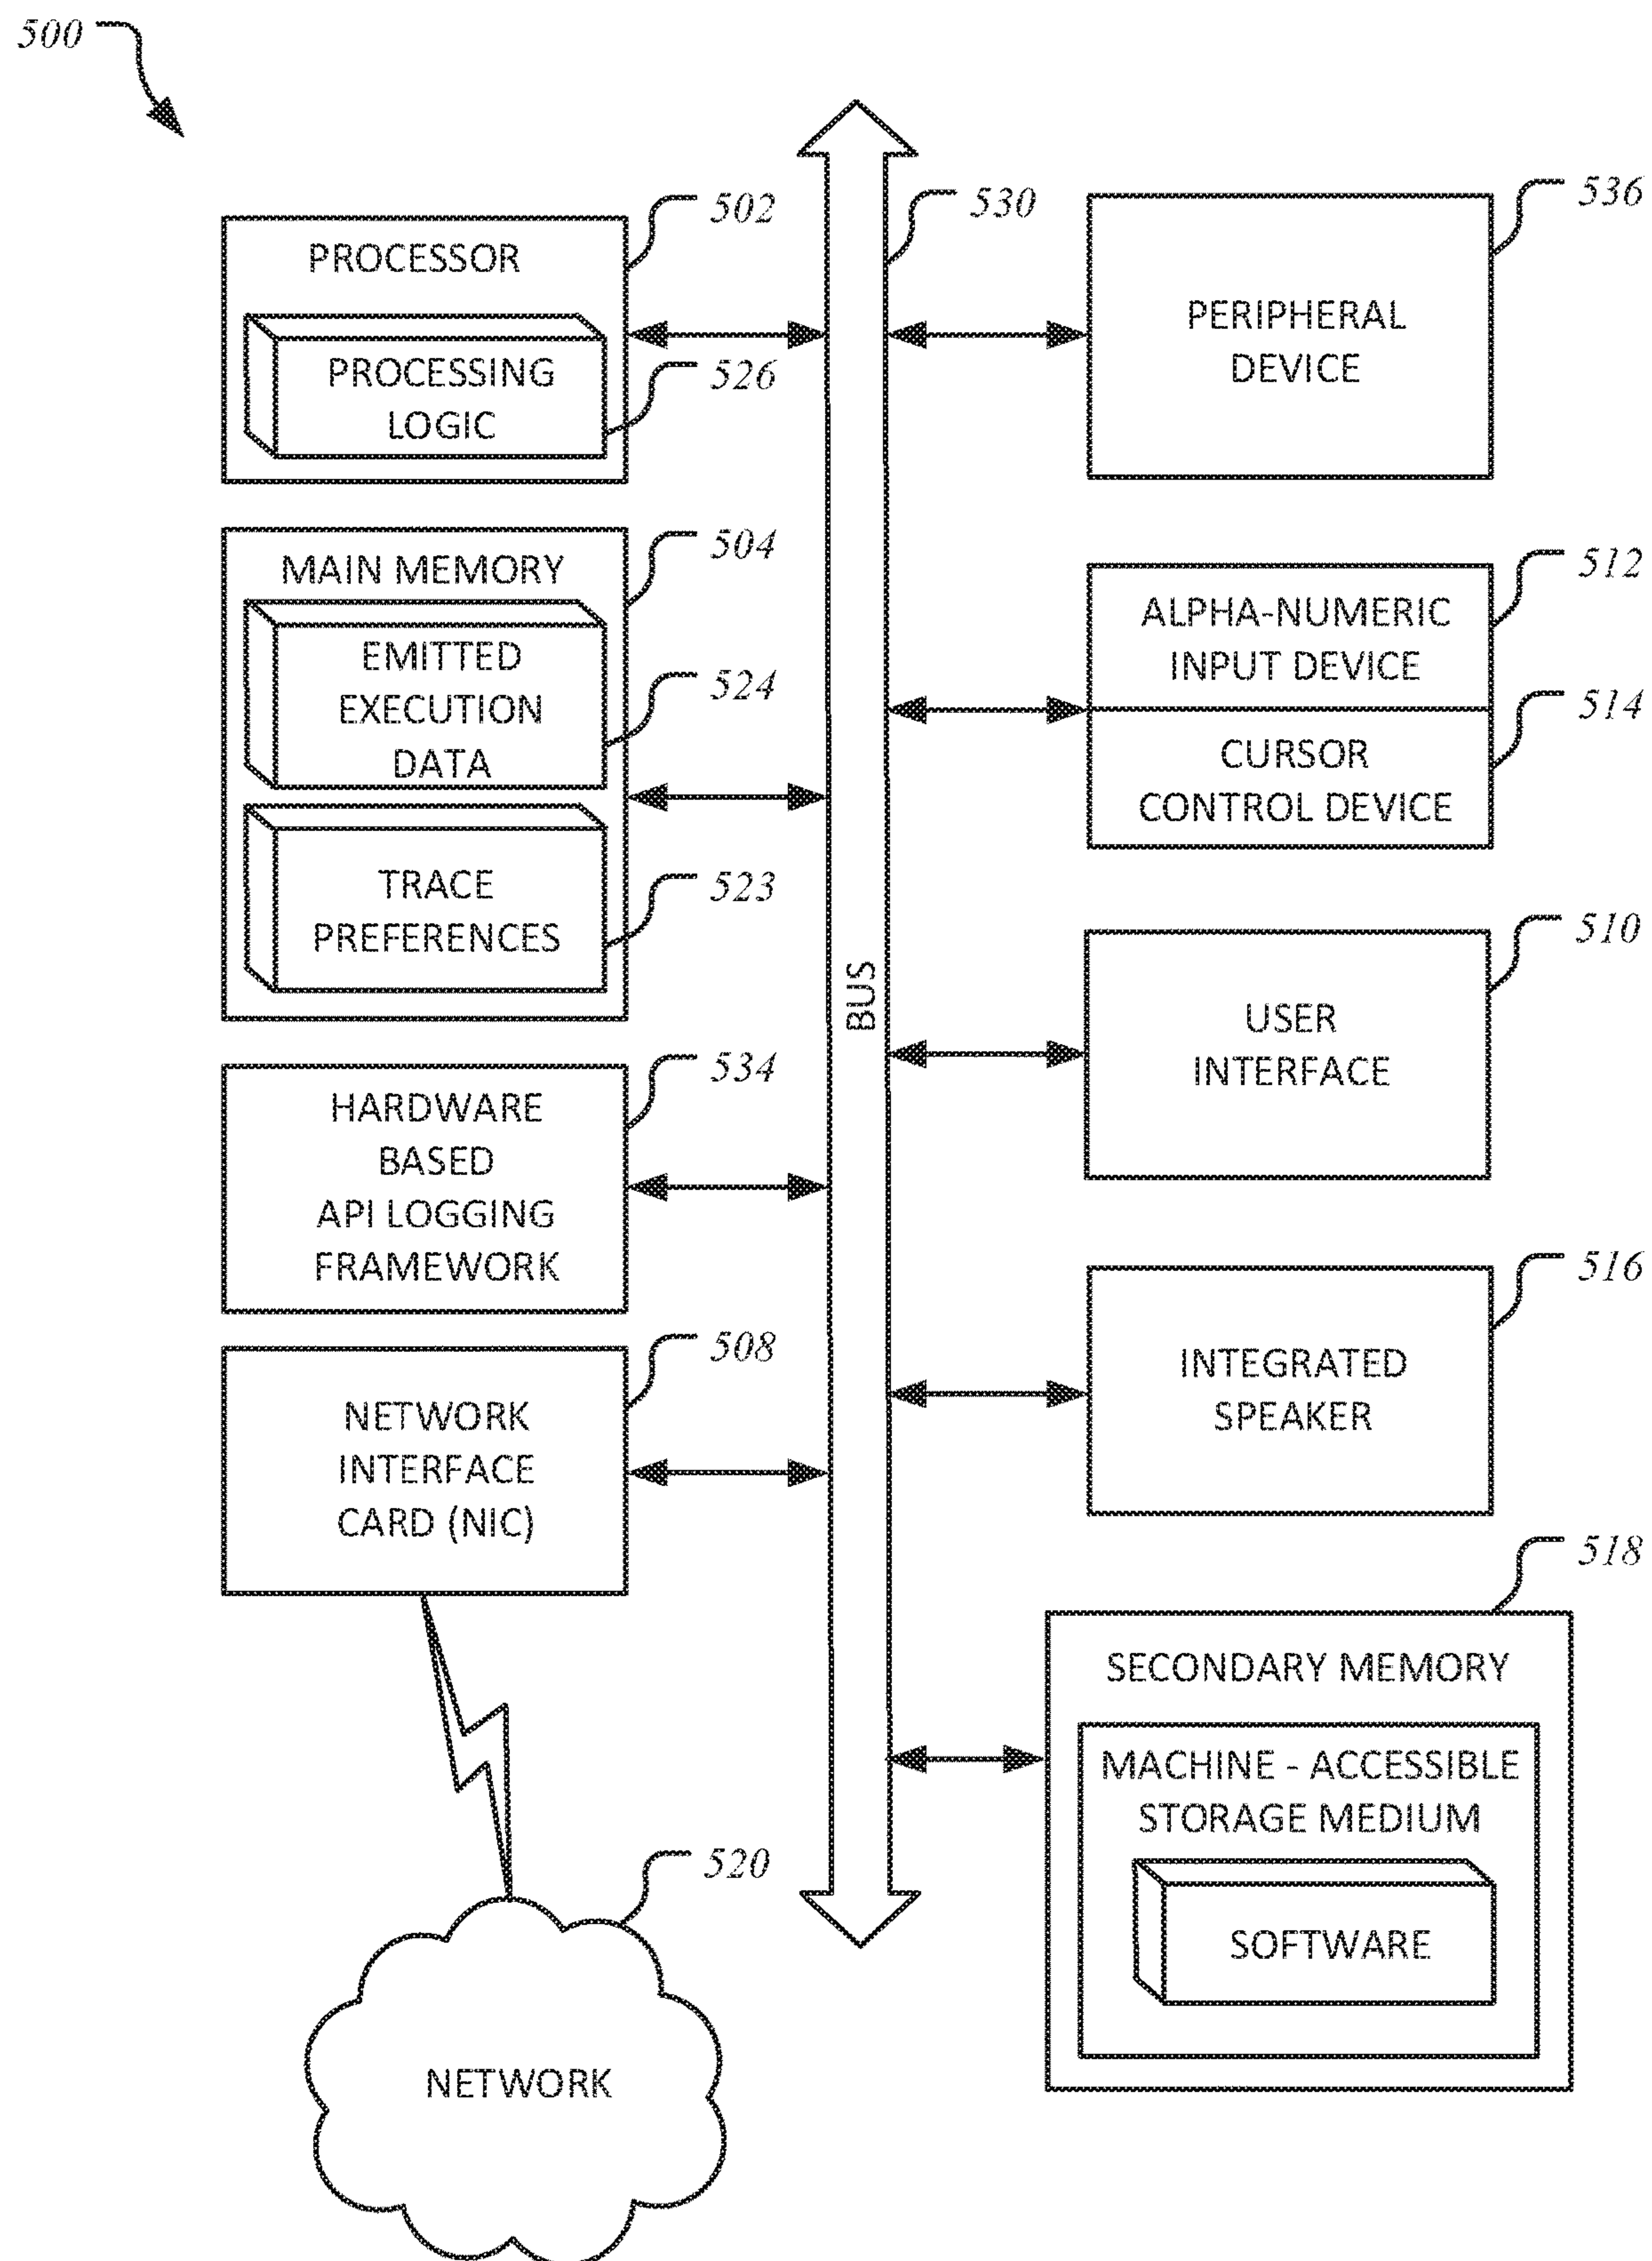 500
502
PROCESSOR
PROCESSING
LOGIC
526
504
MAIN MEMORY
EMITTED
EXECUTION
DATA
524
TRACE
PREFERENCES
523
534
HARDWARE
BASED
API LOGGING
FRAMEWORK
508
NETWORK
INTERFACE
CARD (NIC)
520
NETWORK
530
BUS
536
PERIPHERAL
DEVICE
512
ALPHA-NUMERIC
INPUT DEVICE
514
CURSOR
CONTROL DEVICE
510
USER
INTERFACE
516
INTEGRATED
SPEAKER
518
SECONDARY MEMORY
MACHINE - ACCESSIBLE
STORAGE MEDIUM
SOFTWARE